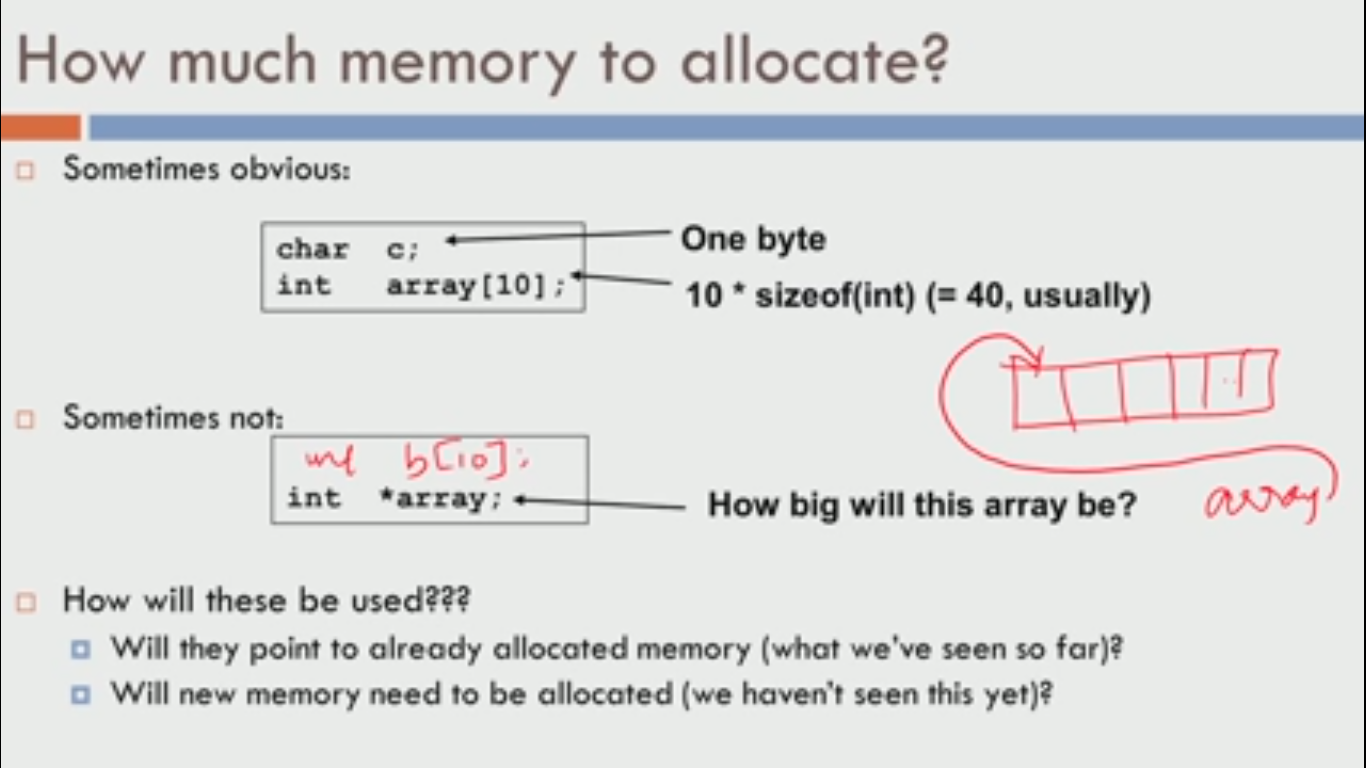 How much memory to allocate?
Sometimes obvious:
char c;
One byte
int array[10];
10 * sizeof(int) (= 40, usually)
Sometimes not:
int b[10];
int *array;
How big will this array be?
array
How will these be used???
Will they point to already allocated memory (what we've seen so far)?
Will new memory need to be allocated (we haven't seen this yet)?